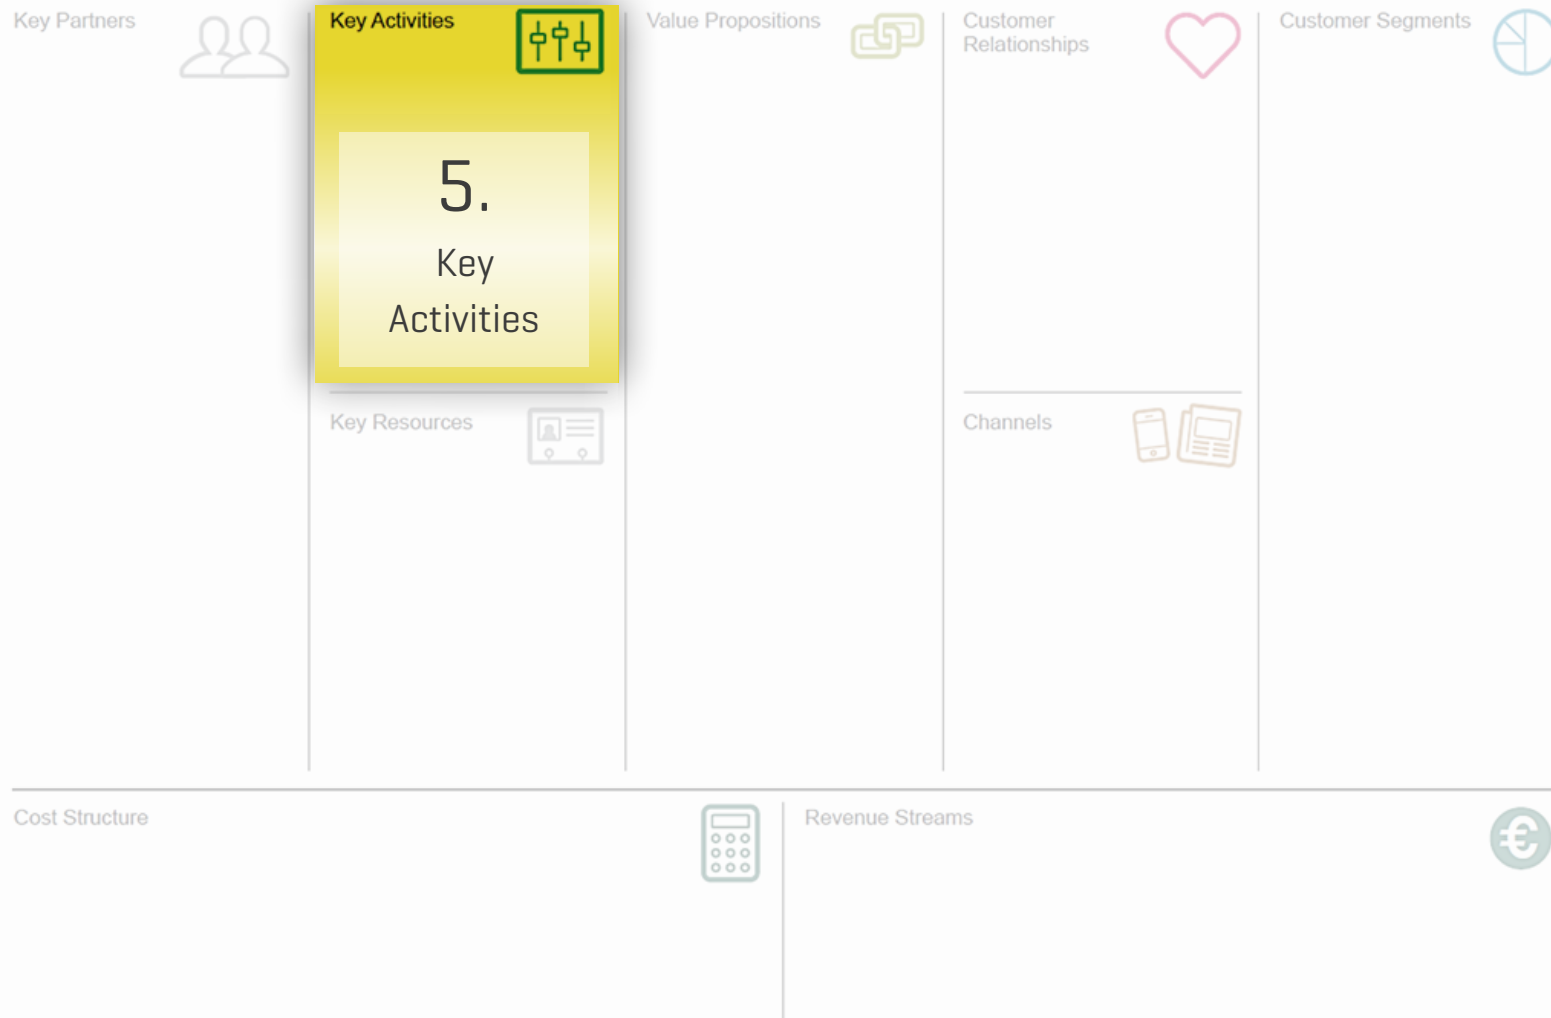 Key Partners
Key Activities
5.
Key
Activities
Key Resources
Value Propositions
Customer
Relationships
Channels
Customer Segments
Cost Structure
Revenue Streams
€